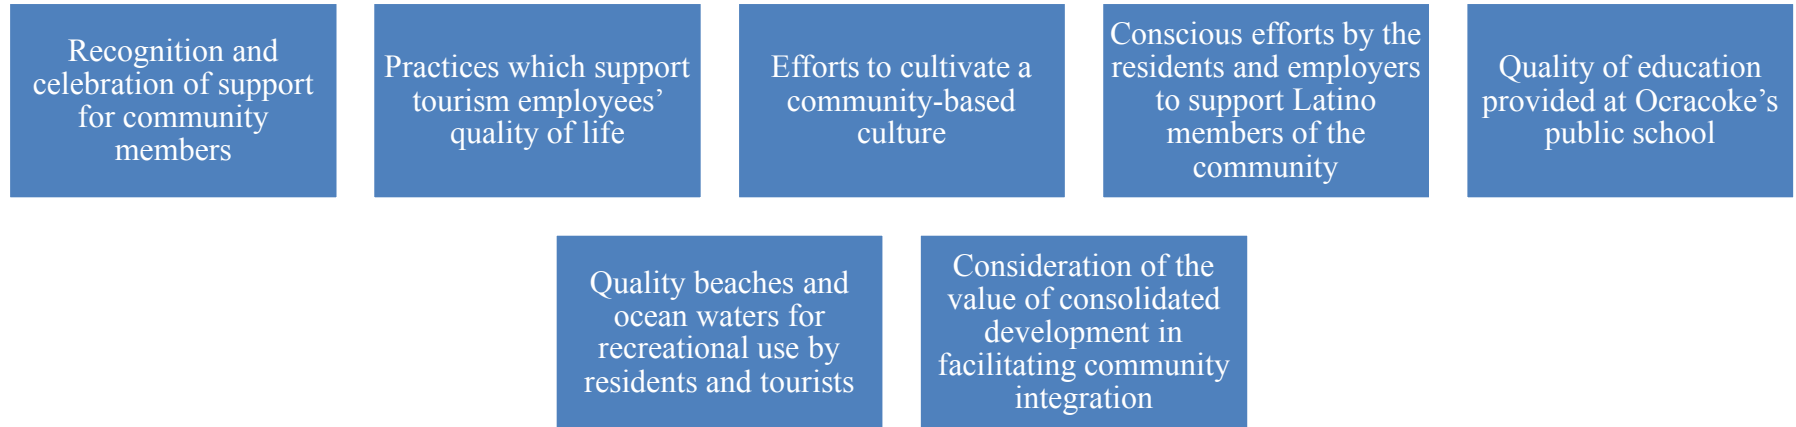 Recognition and
celebration of support
for community
members
Practices which support
tourism employees’
quality of life
Efforts to cultivate a
community-based
culture
Conscious efforts by the
residents and employers
to support Latino
members of the
community
Quality of education
provided at Ocracoke’s
public school
Quality beaches and
ocean waters for
recreational use by
residents and tourists
Consideration of the
value of consolidated
development in
facilitating community
integration